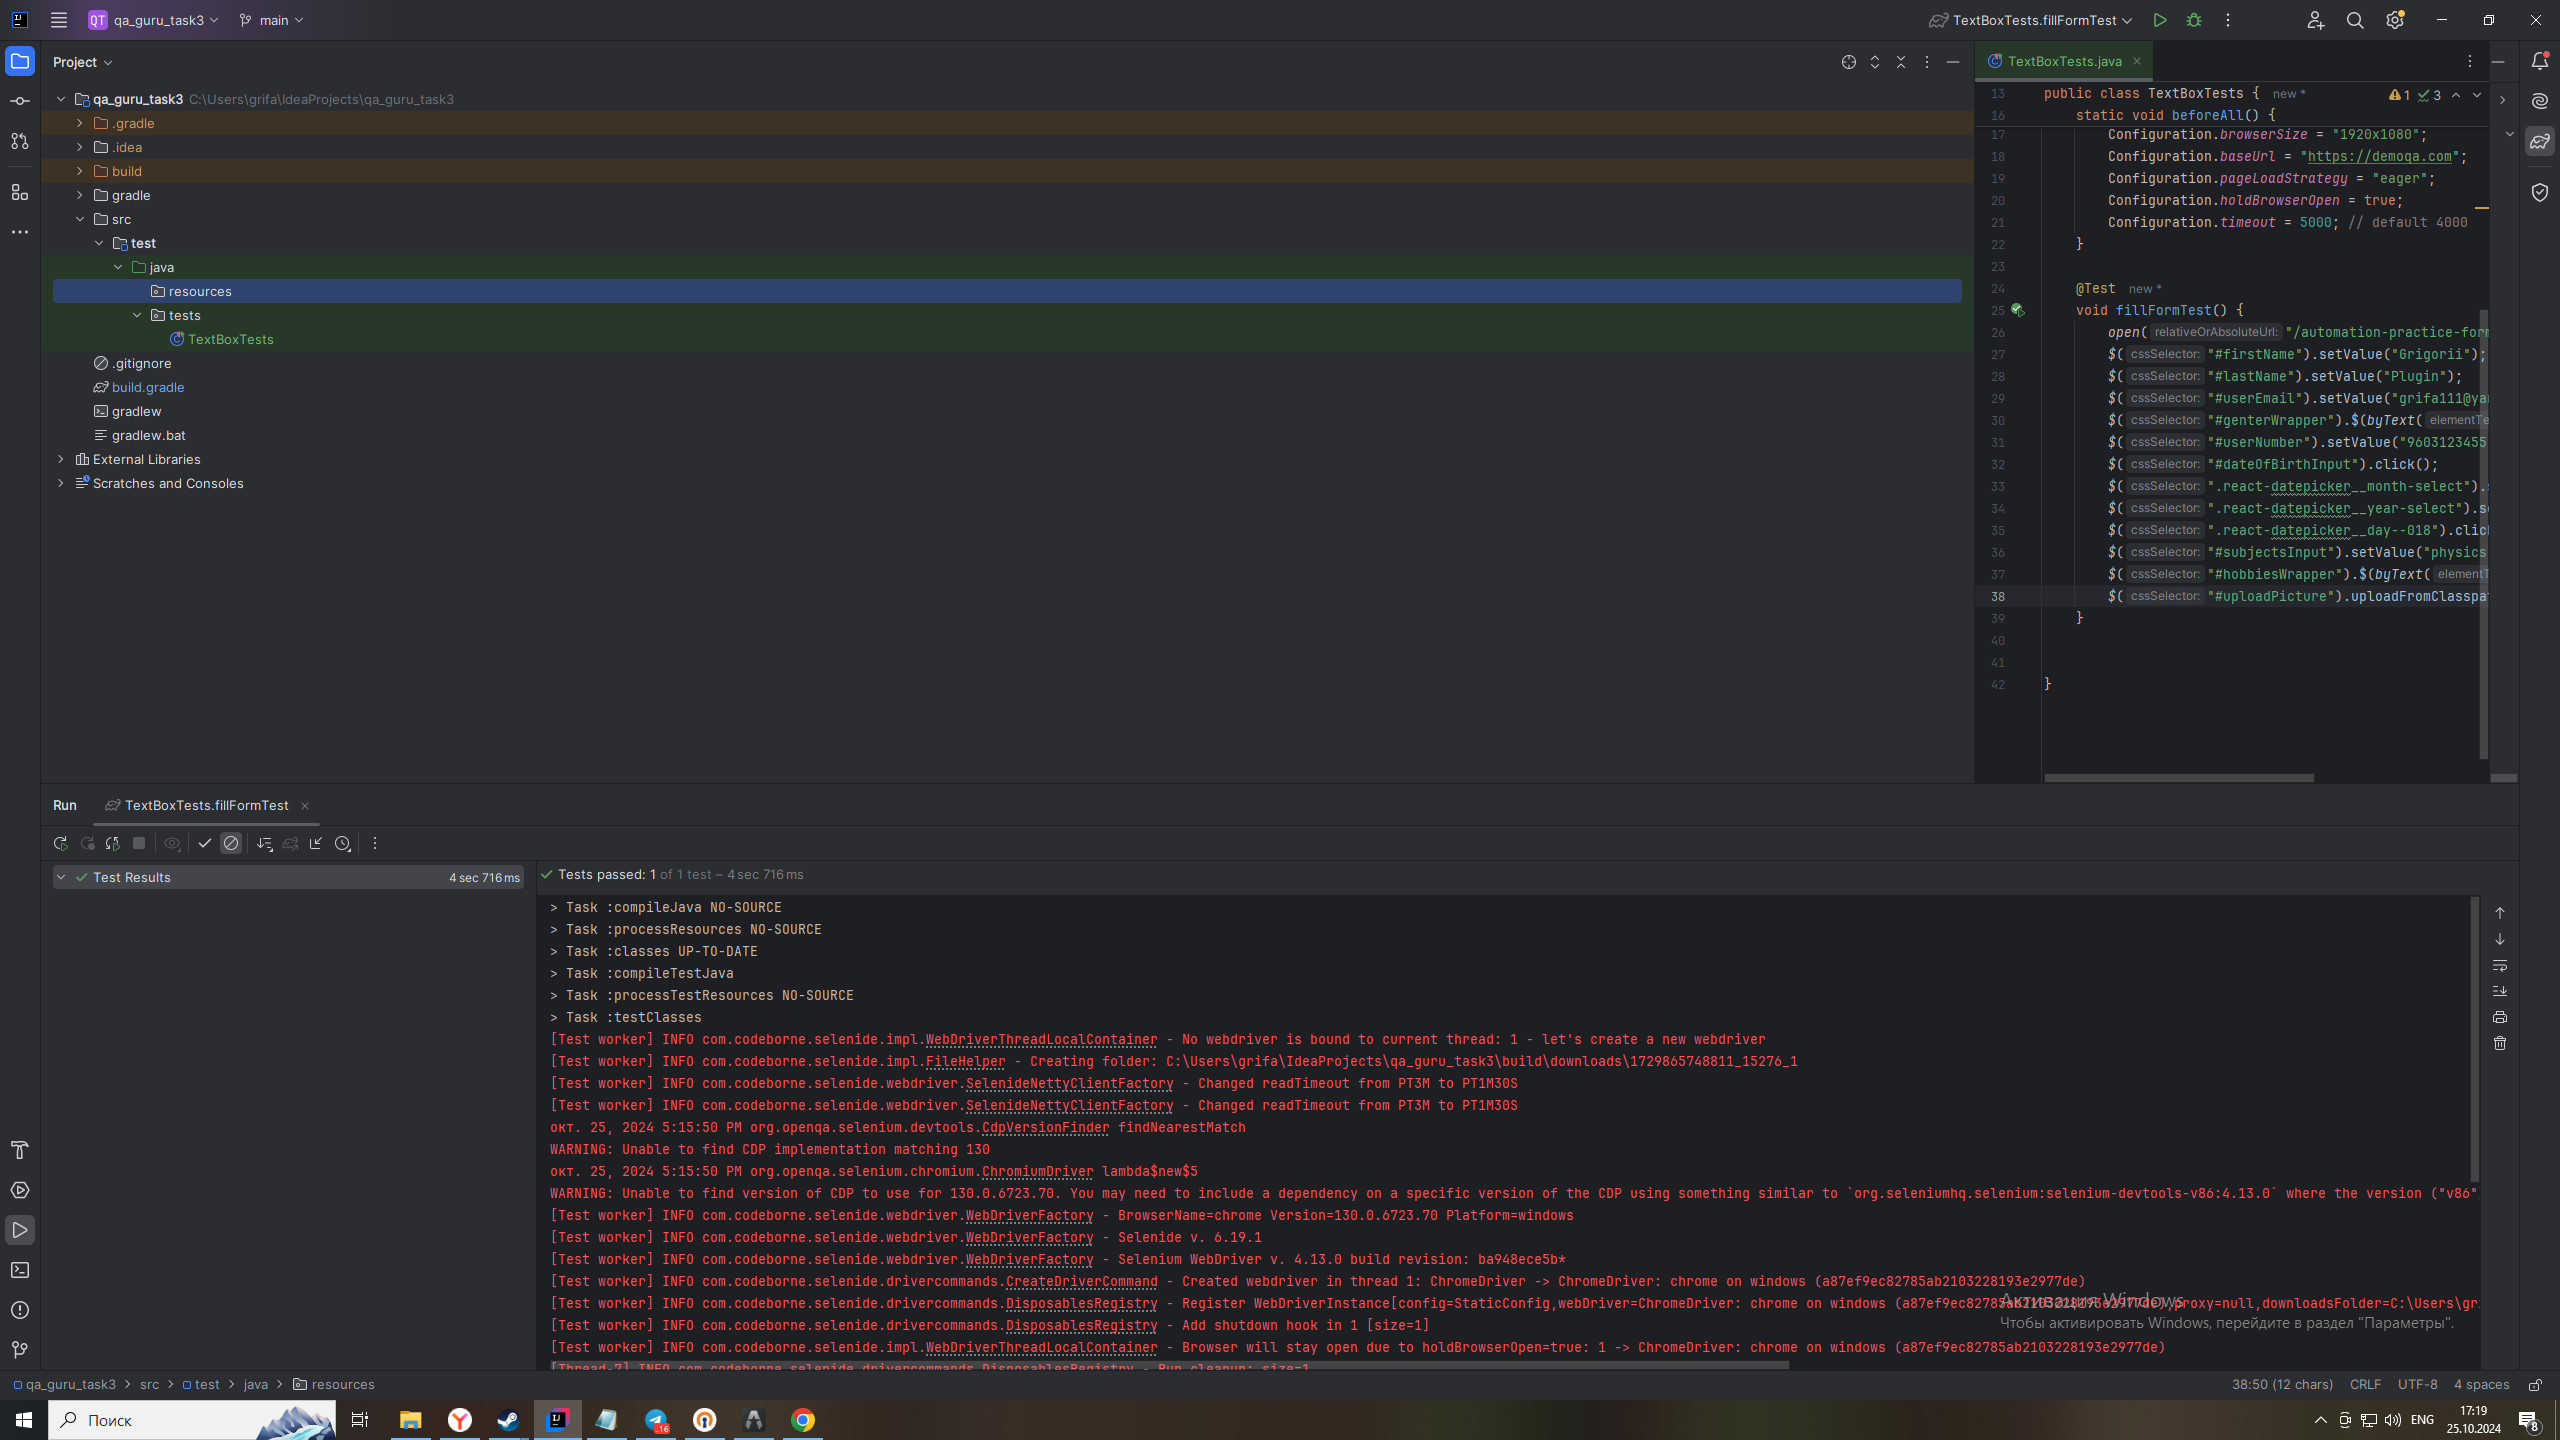 QT qa_guru_task3 main TextBoxTests.fillFormTest
Project
qa_guru_task3 C:\Users\grifa\IdeaProjects\qa_guru_task3
.gradle
.idea
build
gradle
src
test
java
resources
tests
TextBoxTests
.gitignore
build.gradle
gradlew
gradlew.bat
External Libraries
Scratches and Consoles
TextBoxTests.java
1 3
13 public class TextBoxTests { new *
16 static void beforeAll() {
17 Configuration.browserSize = "1920x1080";
18 Configuration.baseUrl = "https://demoqa.com";
19 Configuration.pageLoadStrategy = "eager";
20 Configuration.holdBrowserOpen = true;
21 Configuration.timeout = 5000; // default 4000
22 }
23
24 @Test new *
25 void fillFormTest() {
26 open( relativeOrAbsoluteUrl: "/automation-practice-for
27 $( cssSelector: "#firstName").setValue("Grigorii");
28 $( cssSelector: "#lastName").setValue("Plugin");
29 $( cssSelector: "#userEmail").setValue("grifa111@ya
30 $( cssSelector: "#genterWrapper").$(byText( elementTe
31 $( cssSelector: "#userNumber").setValue("9603123455
32 $( cssSelector: "#dateOfBirthInput").click();
33 $( cssSelector: ".react-datepicker__month-select").
34 $( cssSelector: ".react-datepicker__year-select").s
35 $( cssSelector: ".react-datepicker__day--018").clic
36 $( cssSelector: "#subjectsInput").setValue("physics
37 $( cssSelector: "#hobbiesWrapper").$(byText( elementT
38 $( cssSelector: "#uploadPicture").uploadFromClasspa
39 }
40
41
42 }
Run TextBoxTests.fillFormTest
Test Results 4 sec 716 ms
Tests passed: 1 of 1 test – 4 sec 716 ms
> Task :compileJava NO-SOURCE
> Task :processResources NO-SOURCE
> Task :classes UP-TO-DATE
> Task :compileTestJava
> Task :processTestResources NO-SOURCE
> Task :testClasses
[Test worker] INFO com.codeborne.selenide.impl.WebDriverThreadLocalContainer - No webdriver is bound to current thread: 1 - let's create a new webdriver
[Test worker] INFO com.codeborne.selenide.impl.FileHelper - Creating folder: C:\Users\grifa\IdeaProjects\qa_guru_task3\build\downloads\1729865748811_15276_1
[Test worker] INFO com.codeborne.selenide.webdriver.SelenideNettyClientFactory - Changed readTimeout from PT3M to PT1M30S
[Test worker] INFO com.codeborne.selenide.webdriver.SelenideNettyClientFactory - Changed readTimeout from PT3M to PT1M30S
окт. 25, 2024 5:15:50 PM org.openqa.selenium.devtools.CdpVersionFinder findNearestMatch
WARNING: Unable to find CDP implementation matching 130
окт. 25, 2024 5:15:50 PM org.openqa.selenium.chromium.ChromiumDriver lambda$new$5
WARNING: Unable to find version of CDP to use for 130.0.6723.70. You may need to include a dependency on a specific version of the CDP using something similar to `org.seleniumhq.selenium:selenium-devtools-v86:4.13.0` where the version ("v86"
[Test worker] INFO com.codeborne.selenide.webdriver.WebDriverFactory - BrowserName=chrome Version=130.0.6723.70 Platform=windows
[Test worker] INFO com.codeborne.selenide.webdriver.WebDriverFactory - Selenide v. 6.19.1
[Test worker] INFO com.codeborne.selenide.webdriver.WebDriverFactory - Selenium WebDriver v. 4.13.0 build revision: ba948ece5b*
[Test worker] INFO com.codeborne.selenide.drivercommands.CreateDriverCommand - Created webdriver in thread 1: ChromeDriver -> ChromeDriver: chrome on windows (a87ef9ec82785ab2103228193e2977de)
[Test worker] INFO com.codeborne.selenide.drivercommands.DisposablesRegistry - Register WebDriverInstance[config=StaticConfig,webDriver=ChromeDriver: chrome on windows (a87ef9ec82785ab2103228193e2977de),proxy=null,downloadsFolder=C:\Users\gri
[Test worker] INFO com.codeborne.selenide.drivercommands.DisposablesRegistry - Add shutdown hook in 1 [size=1]
[Test worker] INFO com.codeborne.selenide.impl.WebDriverThreadLocalContainer - Browser will stay open due to holdBrowserOpen=true: 1 -> ChromeDriver: chrome on windows (a87ef9ec82785ab2103228193e2977de)
[Thread-7] INFO com.codeborne.selenide.drivercommands.DisposablesRegistry - Run cleanup: size=1
Активация Windows
Чтобы активировать Windows, перейдите в раздел "Параметры".
qa_guru_task3 > src > test > java > resources
38:50 (12 chars) CRLF UTF-8 4 spaces
Поиск
16
ENG
17:19
25.10.2024
8